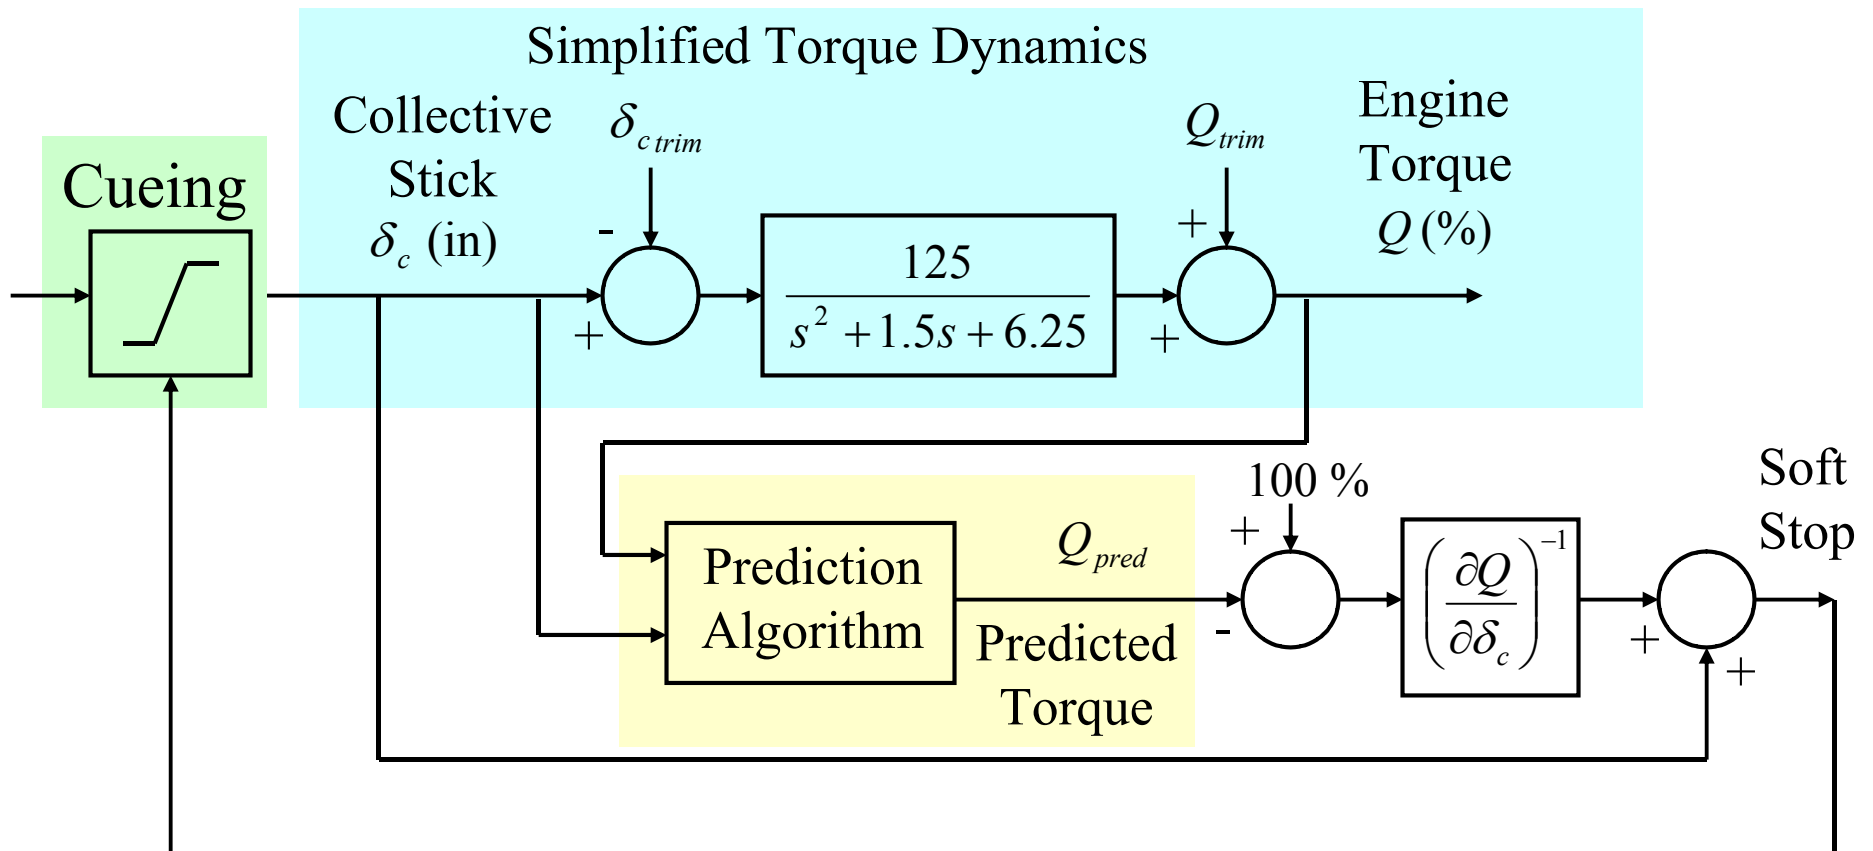 Simplified Torque Dynamics
Cueing
Collective
Stick
δc (in)
δc trim
-
+
125
s² + 1.5s + 6.25
Qtrim
+
+
Engine
Torque
Q (%)
Prediction
Algorithm
Qpred
Predicted
Torque
100 %
+
-
(∂Q/∂δc)⁻¹
+
+
Soft
Stop